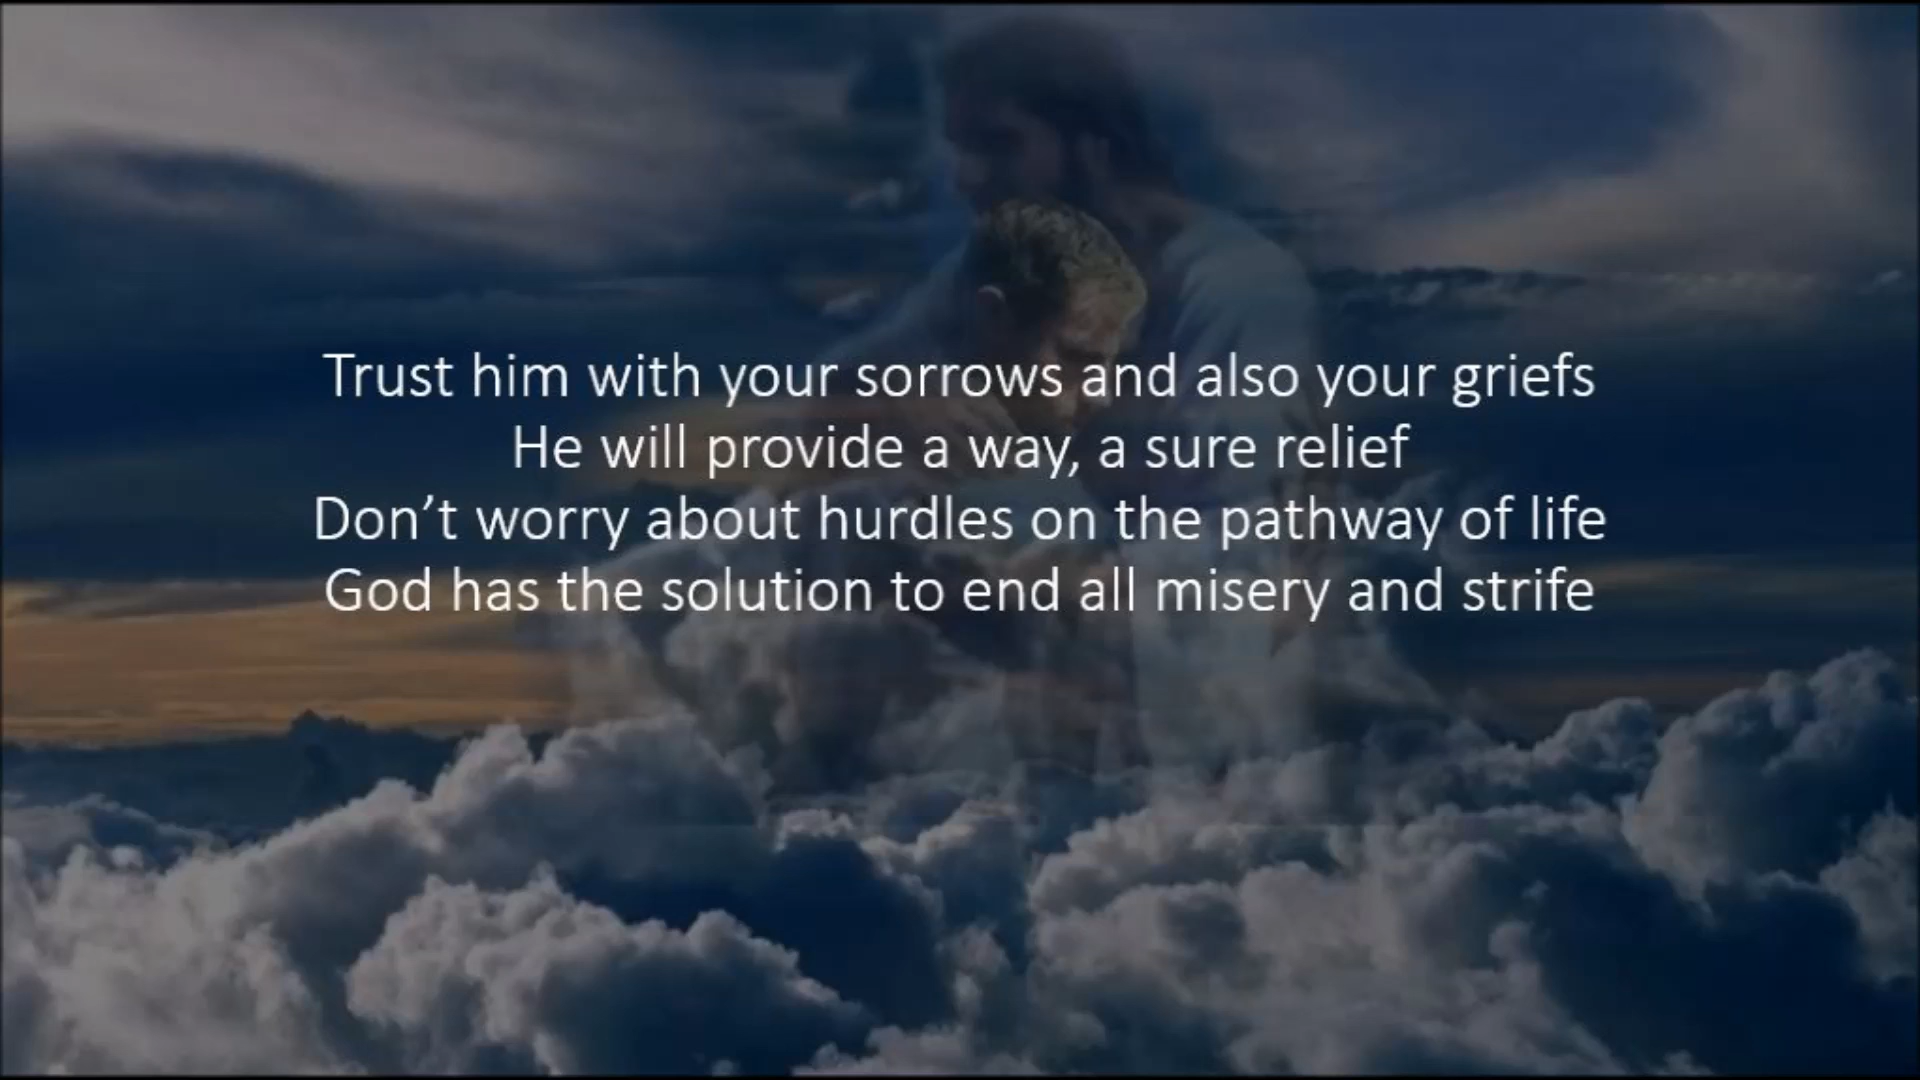 Trust him with your sorrows and also your griefs
He will provide a way, a sure relief
Don’t worry about hurdles on the pathway of life
God has the solution to end all misery and strife